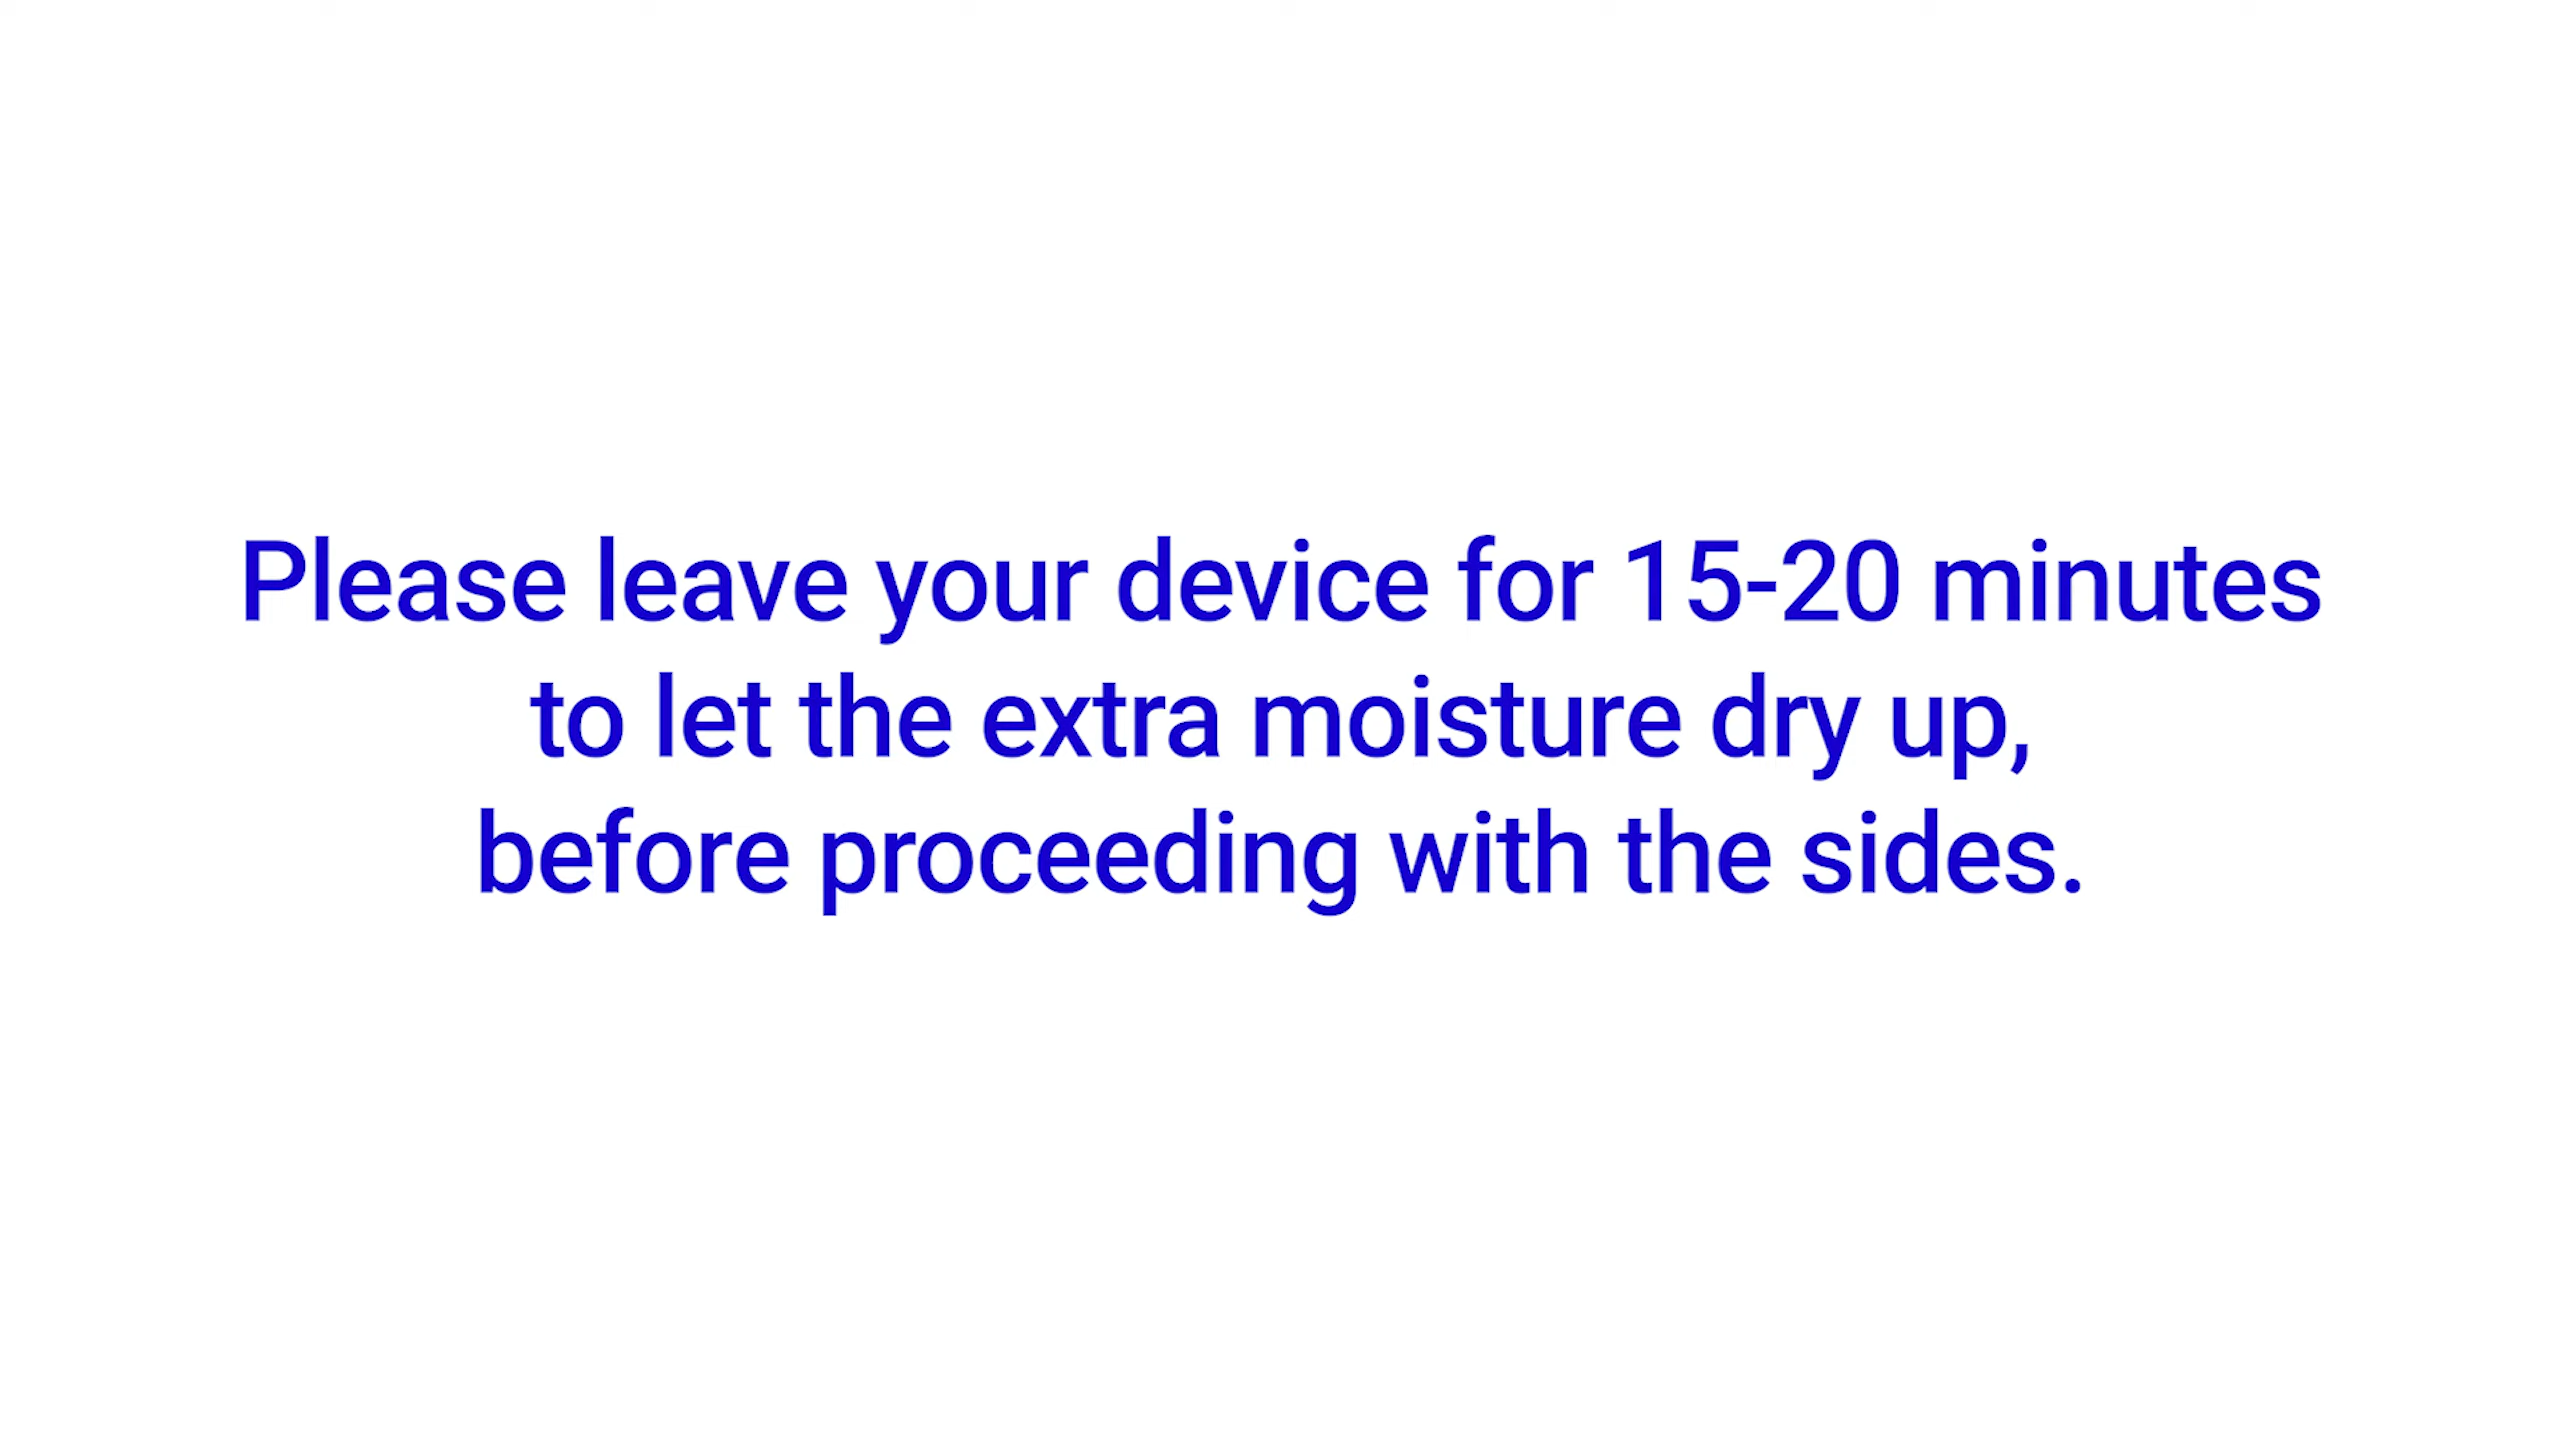 Please leave your device for 15-20 minutes
to let the extra moisture dry up,
before proceeding with the sides.